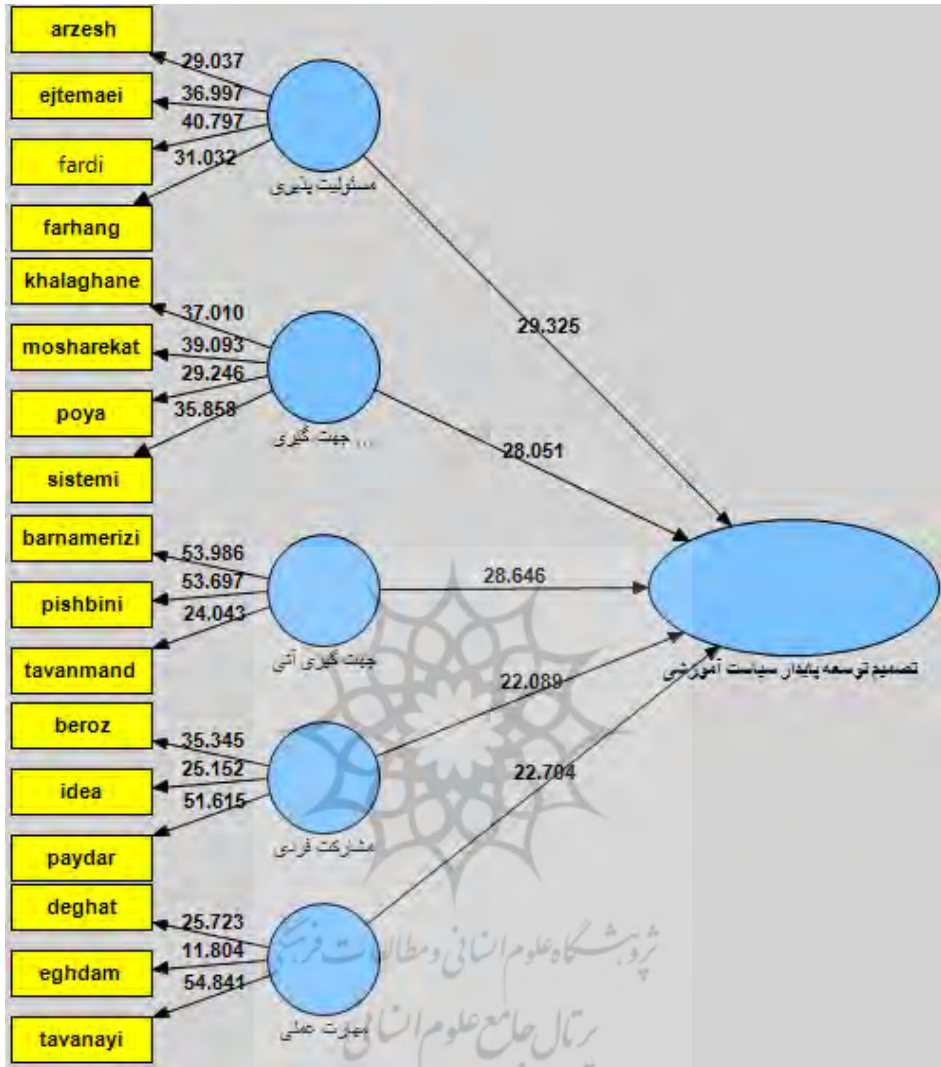 arzesh
29.037
ejtemaei
36.997
40.797
fardi
31.032
مسئولیت پذیری
farhang
khalaghane
37.010
mosharekat
39.093
29.246
poya
35.858
جهت گیری ...
sistemi
29.325
28.051
barnamerizi
53.986
pishbini
53.697
24.043
tavanmand
جهت گیری آتی
28.646
تصمیم توسعه پایدار سیاست آموزشی
beroz
35.345
idea
25.152
51.615
paydar
مشارکت فردی
22.089
22.704
deghat
25.723
eghdam
11.804
54.841
tavanayi
مهارت عملی
پژوهشگاه علوم انسانی و مطالعات فرهنگی
پرتال جامع علوم انسانی